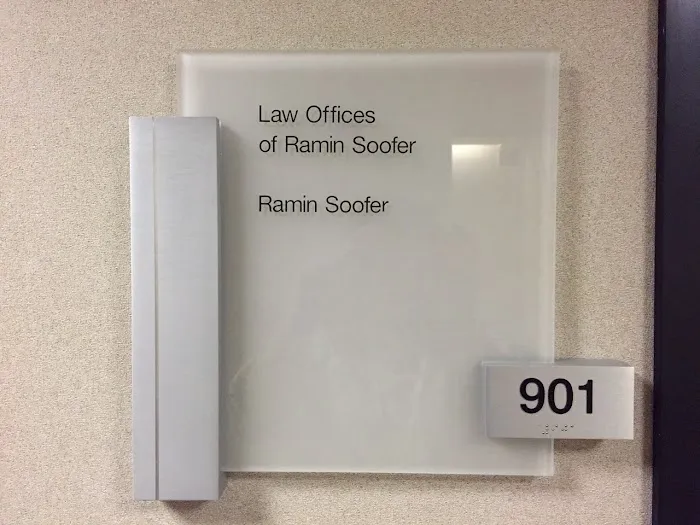 Law Offices
of Ramin Soofer
Ramin Soofer
901